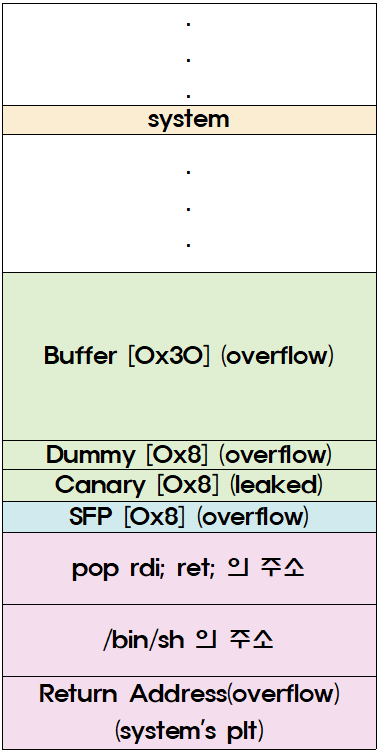 .
.
.
system
.
.
.
Buffer [0x30] (overflow)
Dummy [0x8] (overflow)
Canary [0x8] (leaked)
SFP [0x8] (overflow)
pop rdi; ret; 의 주소
/bin/sh 의 주소
Return Address(overflow)
(system's plt)